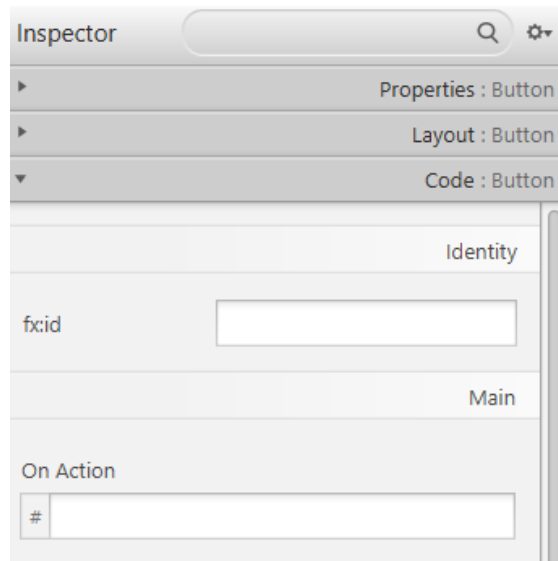 Inspector
Properties : Button
Layout : Button
Code : Button
Identity
fx:id
Main
On Action
#